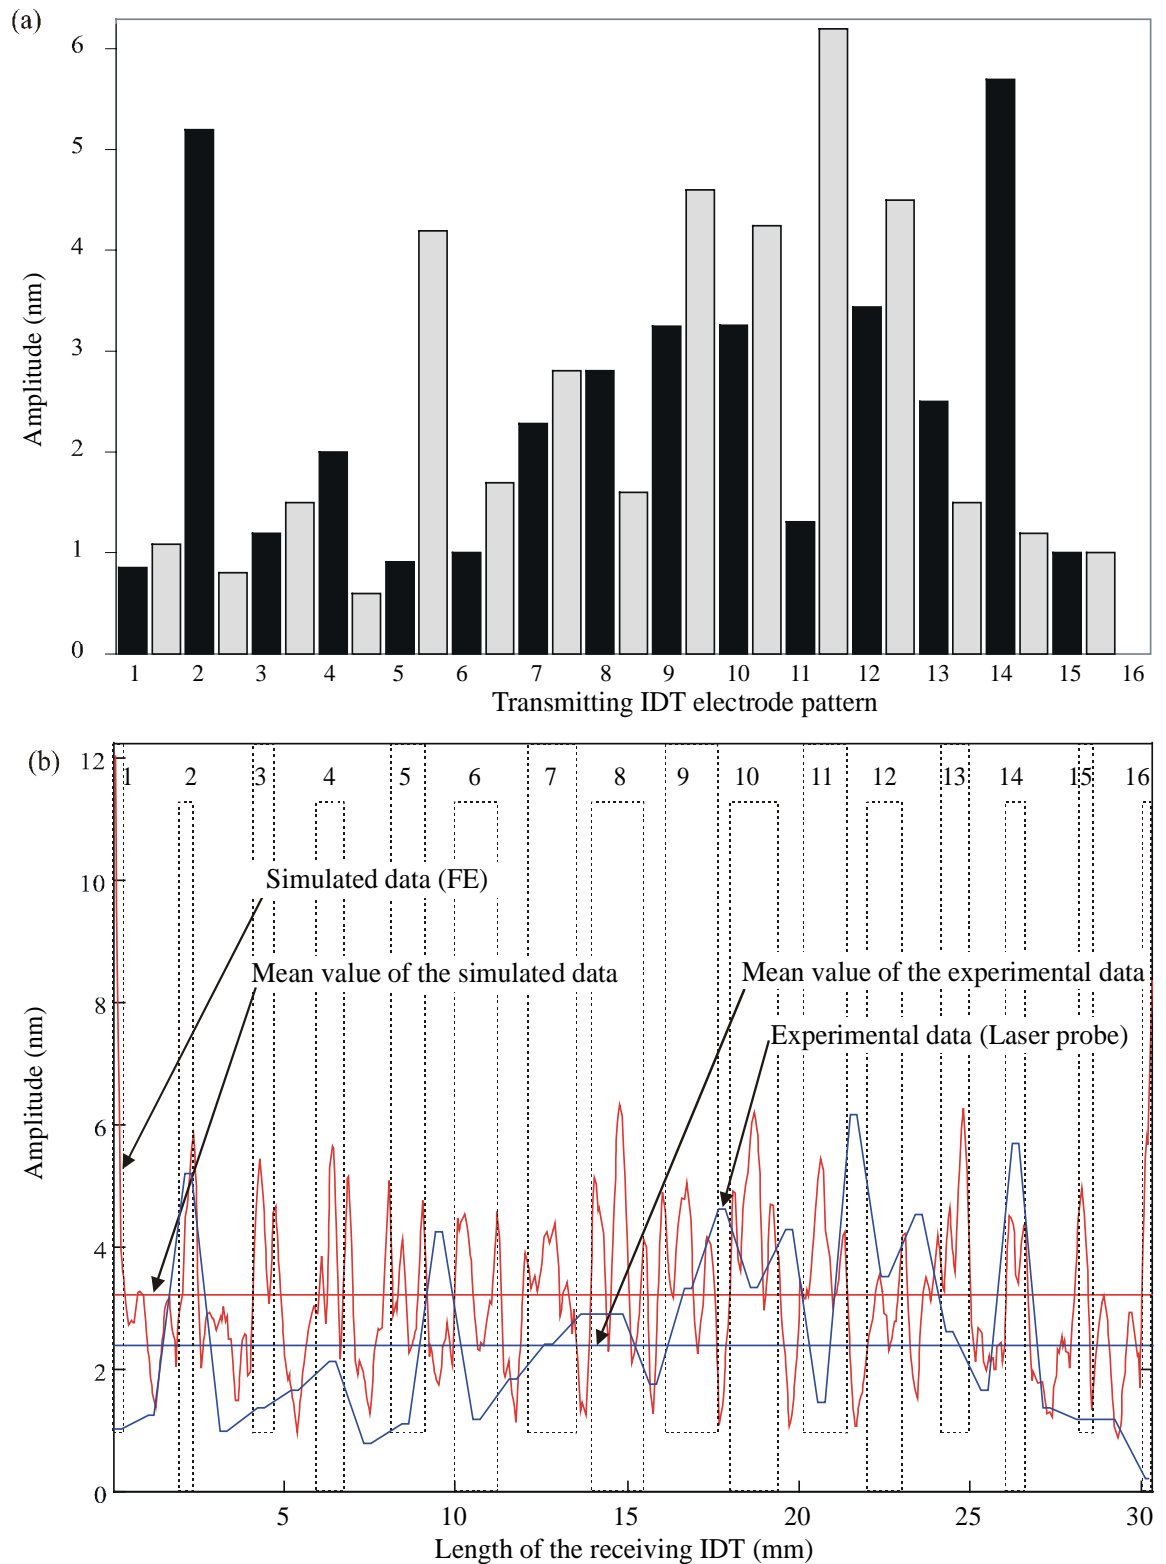 (a)
6
5
4
3
2
1
0
Amplitude (nm)
1 2 3 4 5 6 7 8 9 10 11 12 13 14 15 16
Transmitting IDT electrode pattern
(b)
12
10
8
6
4
2
0
Amplitude (nm)
1 2 3 4 5 6 7 8 9 10 11 12 13 14 15 16
Simulated data (FE)
Mean value of the simulated data
Mean value of the experimental data
Experimental data (Laser probe)
5 10 15 20 25 30
Length of the receiving IDT (mm)